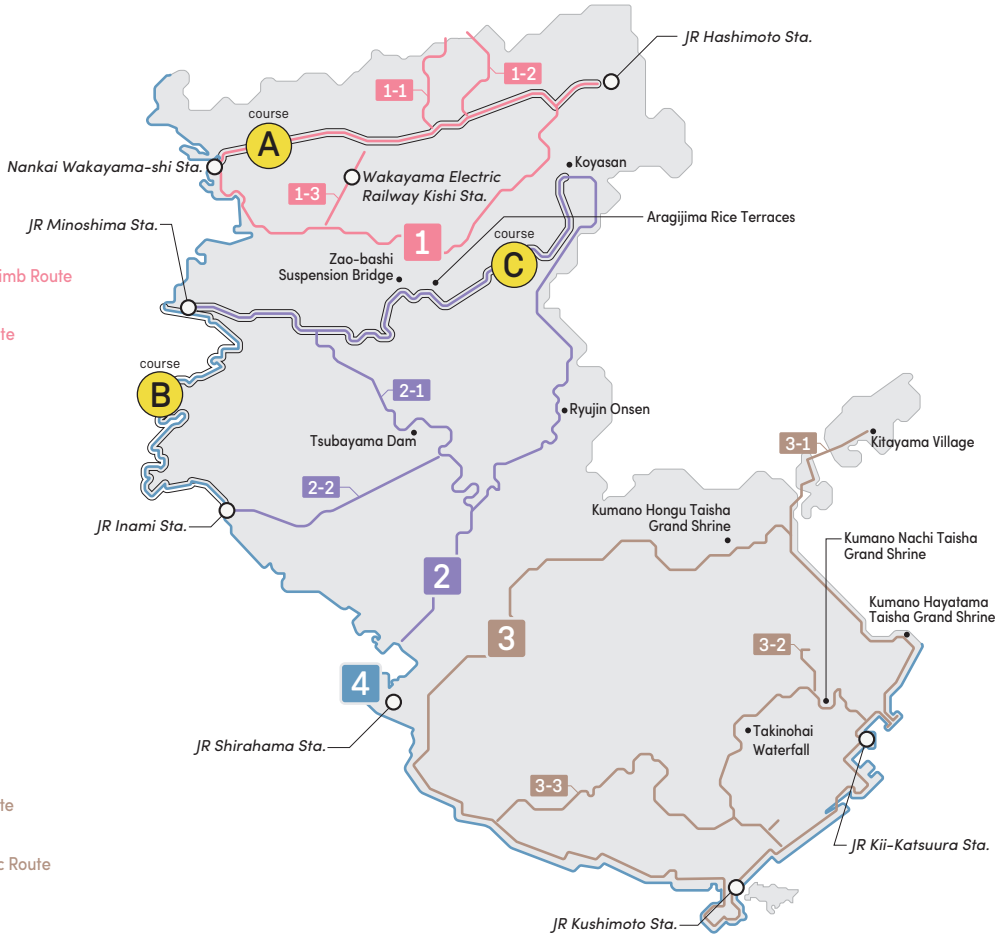 JR Hashimoto Sta.
1-2
1-1
course
A
Nankai Wakayama-shi Sta.
Koyasan
Wakayama Electric
Railway Kishi Sta.
1-3
Aragijima Rice Terraces
JR Minoshima Sta.
1
course
C
Zao-bashi
Suspension Bridge
imb Route
te
course
B
2-1
Ryujin Onsen
Tsubayama Dam
3-1
Kitayama Village
2-2
JR Inami Sta.
Kumano Hongu Taisha
Grand Shrine
Kumano Nachi Taisha
Grand Shrine
2
Kumano Hayatama
Taisha Grand Shrine
3
3-2
4
JR Shirahama Sta.
Takinohai
Waterfall
3-3
te
JR Kii-Katsuura Sta.
c Route
JR Kushimoto Sta.